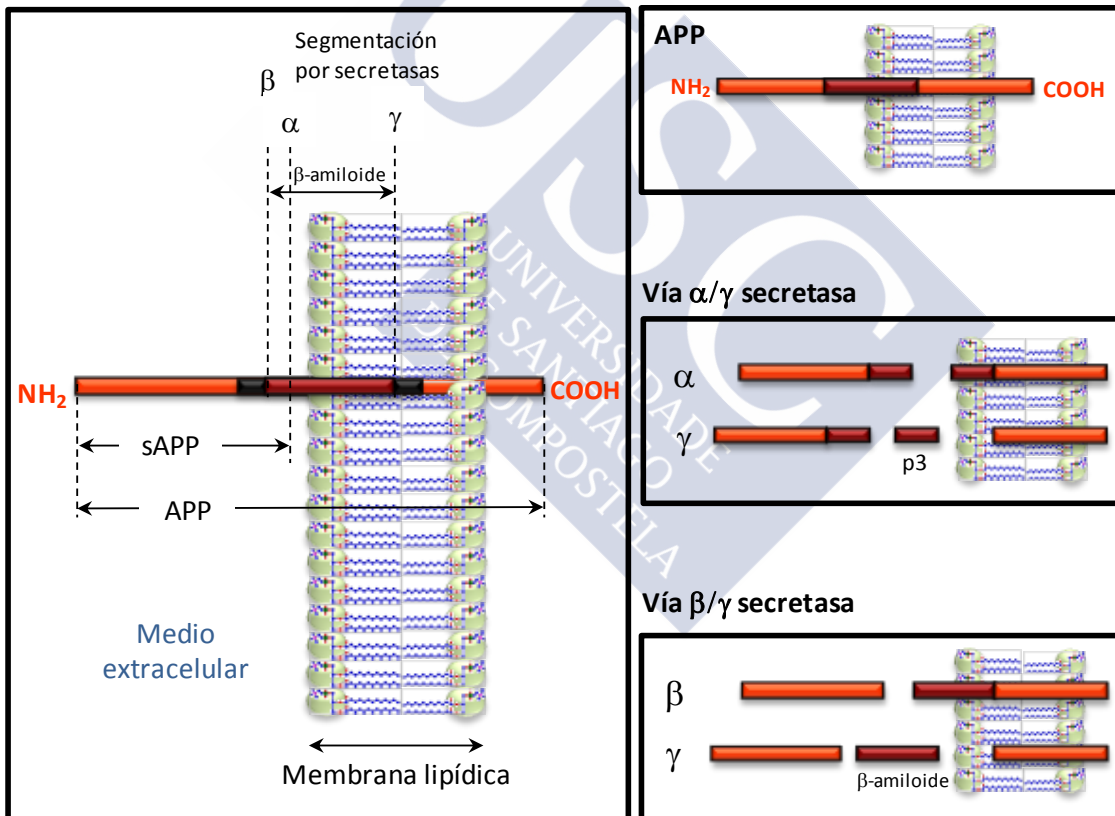 Segmentación
por secretasas
β
α
γ
β-amiloide
NH₂
COOH
sAPP
APP
Medio
extracelular
Membrana lipídica
APP
NH₂
COOH
Vía α/γ secretasa
α
γ
p3
Vía β/γ secretasa
β
γ
β-amiloide
USC
UNIVERSIDADE
DE SANTIAGO
DE COMPOSTELA